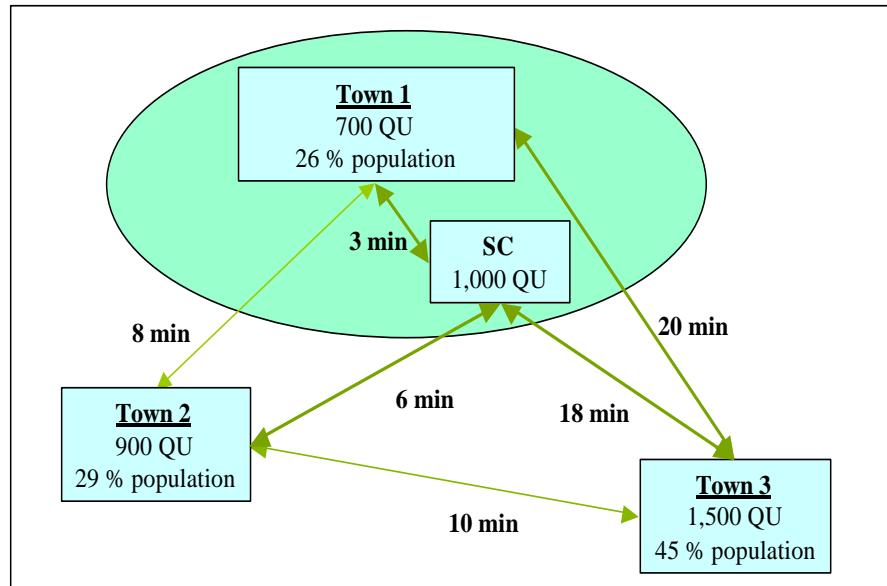 Town 1
700 QU
26 % population
3 min
SC
1,000 QU
8 min
20 min
6 min
18 min
Town 2
900 QU
29 % population
10 min
Town 3
1,500 QU
45 % population